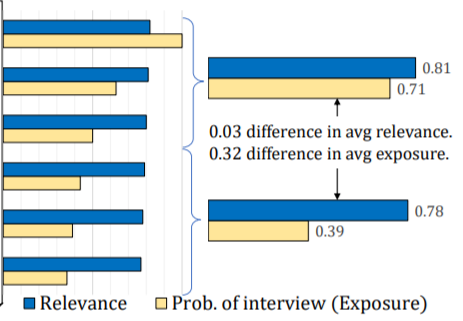 0.81
0.71
0.03 difference in avg relevance.
0.32 difference in avg exposure.
0.78
0.39
Relevance Prob. of interview (Exposure)